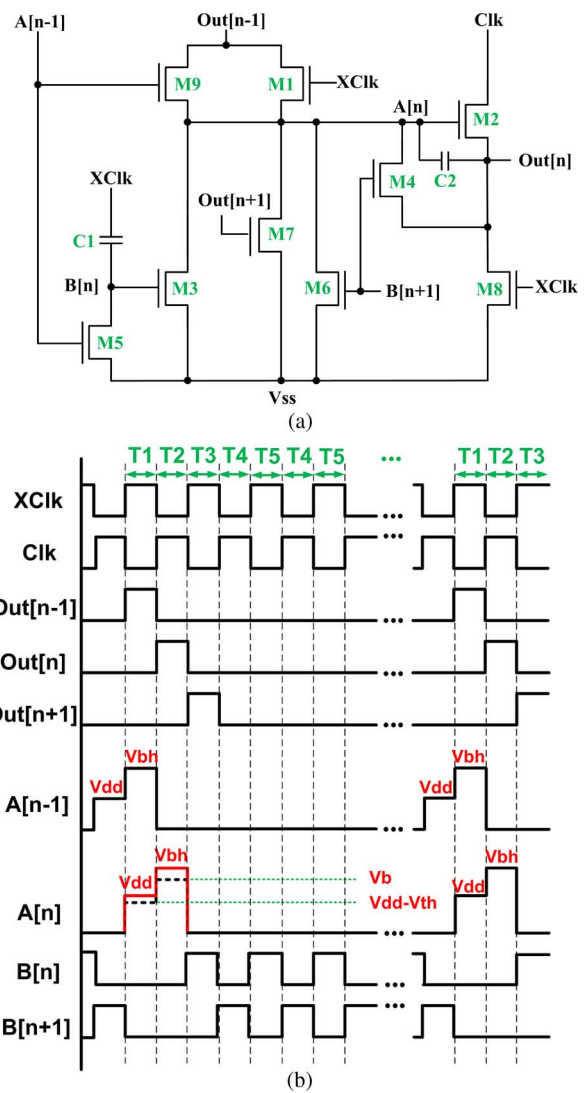 A[n-1]
Out[n-1]
Clk
M9
M1
XClk
A[n]
M2
XClk
Out[n+1]
M4
C2
Out[n]
C1
M7
B[n]
M3
M6
B[n+1]
M8
XClk
M5
Vss
(a)
T1 T2 T3 T4 T5 T4 T5 ... T1 T2 T3
XClk
Clk
Out[n-1]
Out[n]
Out[n+1]
Vbh Vbh
Vdd Vdd
A[n-1]
Vbh Vbh
Vdd Vb Vdd
Vdd-Vth
A[n]
B[n]
B[n+1]
(b)